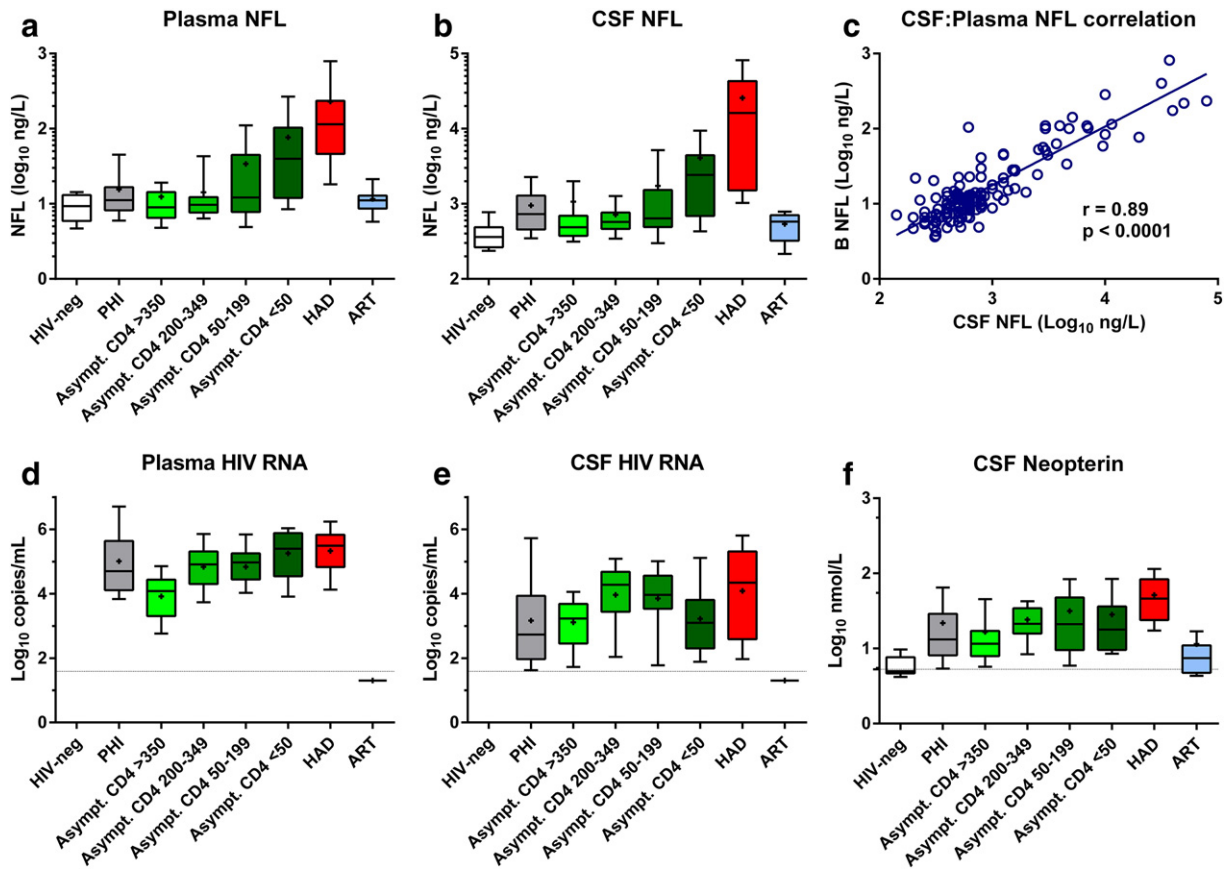 a
Plasma NFL
NFL (log10 ng/L)
3
2
1
0
HIV-neg
PHI
Asympt. CD4 >350
Asympt. CD4 200-349
Asympt. CD4 50-199
Asympt. CD4 <50
HAD
ART
b
CSF NFL
NFL (log10 ng/L)
5
4
3
2
HIV-neg
PHI
Asympt. CD4 >350
Asympt. CD4 200-349
Asympt. CD4 50-199
Asympt. CD4 <50
HAD
ART
c
CSF:Plasma NFL correlation
B NFL (Log10 ng/L)
3
2
1
0
r = 0.89
p < 0.0001
2
3
4
5
CSF NFL (Log10 ng/L)
d
Plasma HIV RNA
Log10 copies/mL
6
4
2
0
HIV-neg
PHI
Asympt. CD4 >350
Asympt. CD4 200-349
Asympt. CD4 50-199
Asympt. CD4 <50
HAD
ART
e
CSF HIV RNA
Log10 copies/mL
6
4
2
0
HIV-neg
PHI
Asympt. CD4 >350
Asympt. CD4 200-349
Asympt. CD4 50-199
Asympt. CD4 <50
HAD
ART
f
CSF Neopterin
Log10 nmol/L
3
2
1
0
HIV-neg
PHI
Asympt. CD4 >350
Asympt. CD4 200-349
Asympt. CD4 50-199
Asympt. CD4 <50
HAD
ART